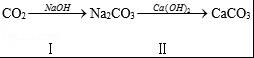 CO₂ —NaOH→ Na₂CO₃ —Ca(OH)₂→ CaCO₃
I II